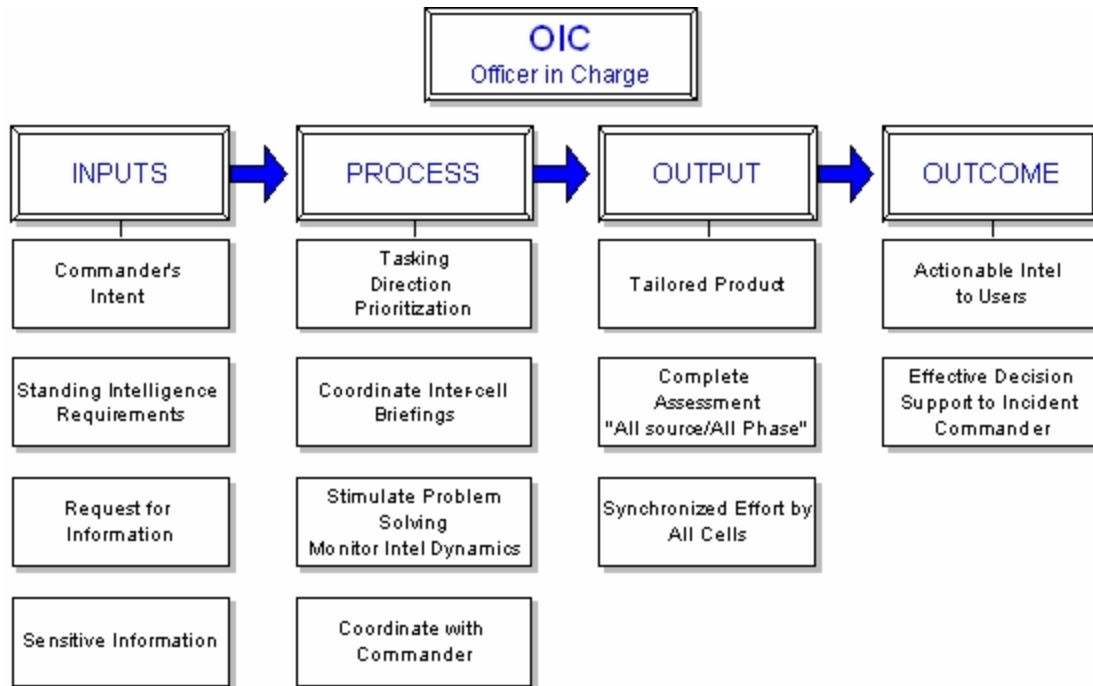 OIC
Officer in Charge
INPUTS
PROCESS
OUTPUT
OUTCOME
Commander's
Intent
Standing Intelligence
Requirements
Request for
Information
Sensitive Information
Tasking
Direction
Prioritization
Coordinate Inter-cell
Briefings
Stimulate Problem
Solving
Monitor Intel Dynamics
Coordinate with
Commander
Tailored Product
Complete
Assessment
"All source/All Phase"
Synchronized Effort by
All Cells
Actionable Intel
to Users
Effective Decision
Support to Incident
Commander